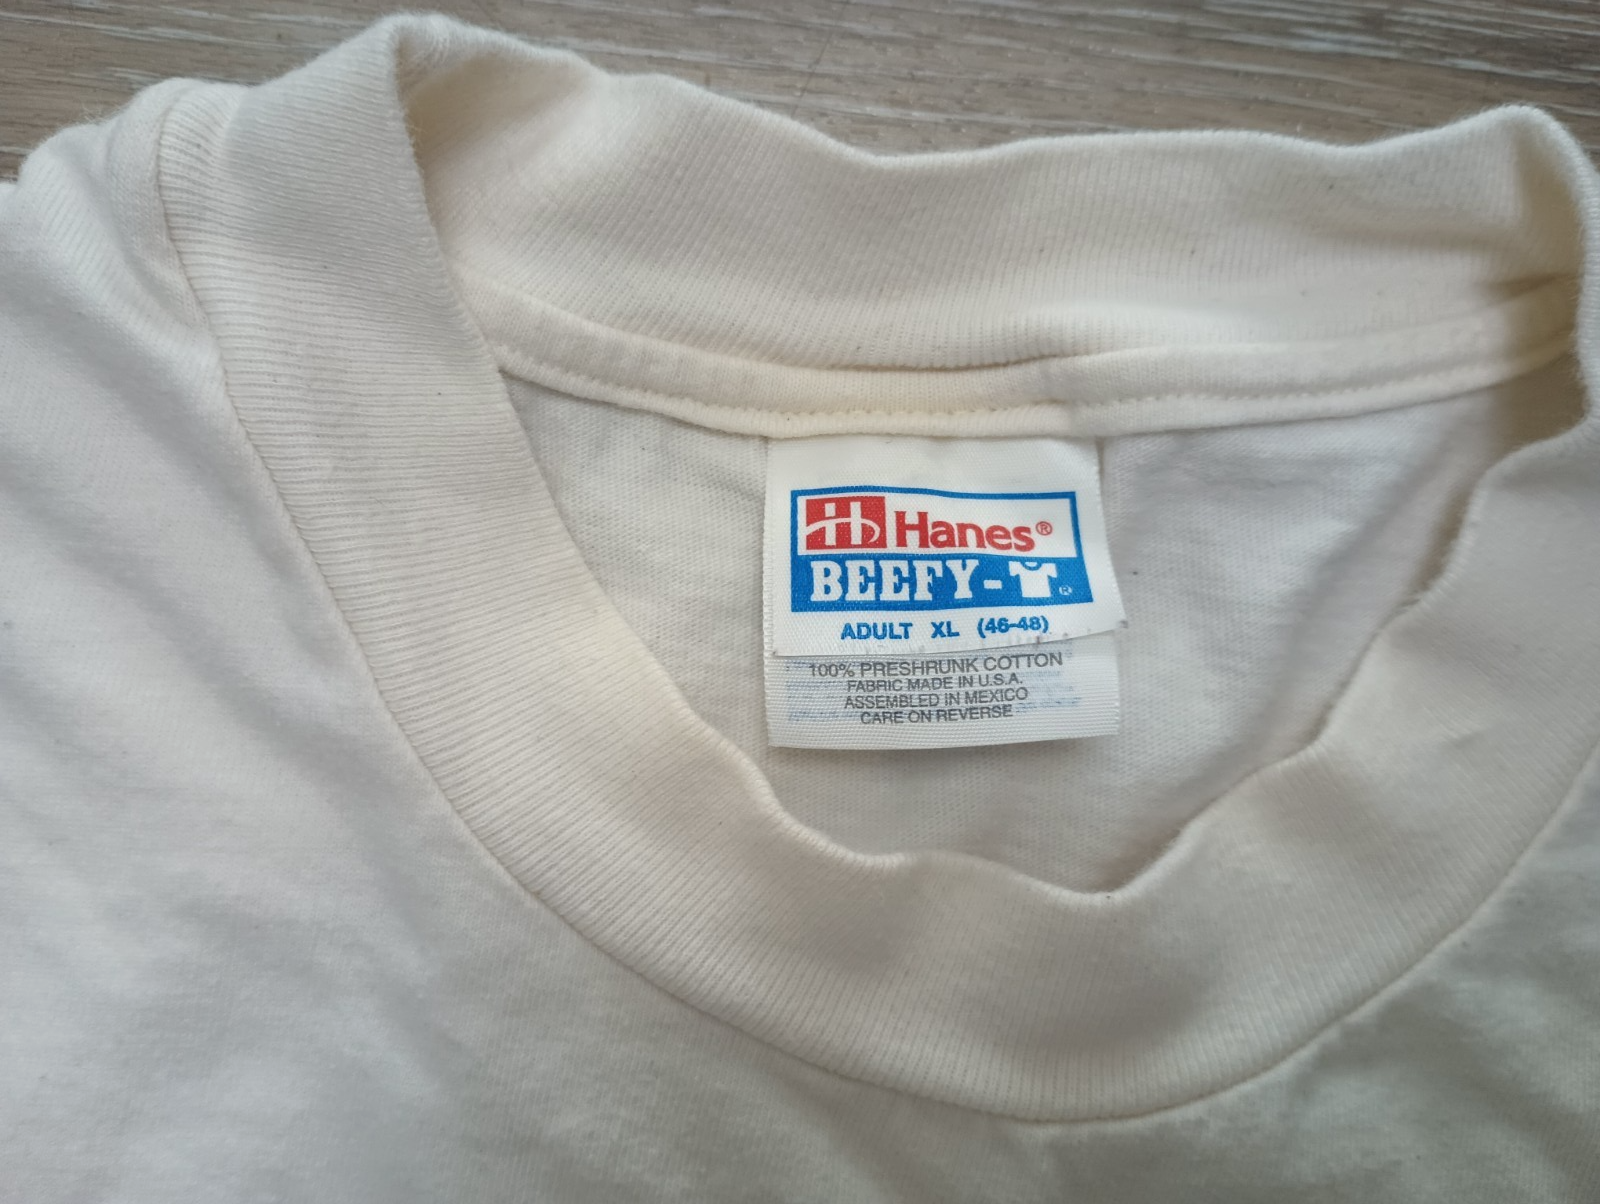 Hanes®
BEEFY-T®
ADULT XL (46-48)
100% PRESHRUNK COTTON
FABRIC MADE IN U.S.A.
ASSEMBLED IN MEXICO
CARE ON REVERSE